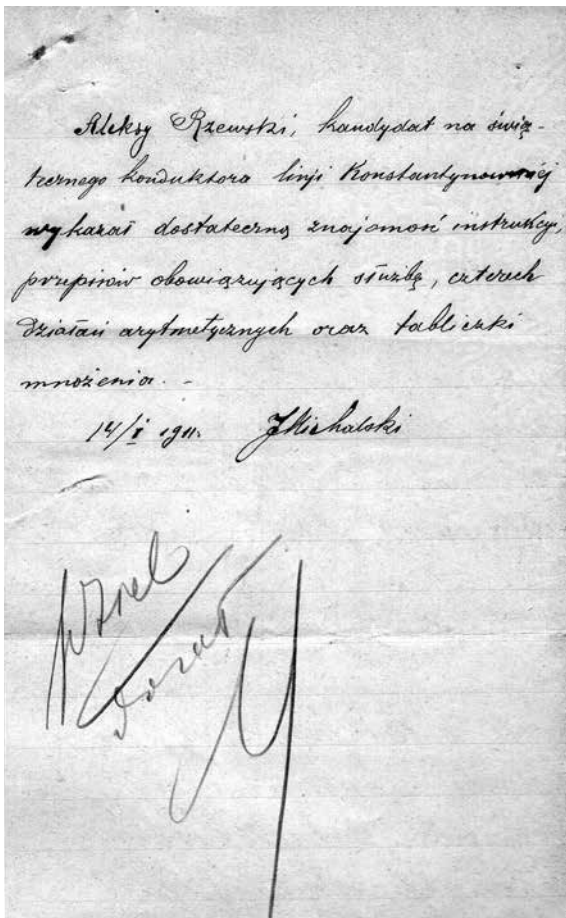 Aleksy Rzewski, kandydat na świą-
tecznego konduktora linji Konstantynowskiej
wykazał dostateczną znajomość instrukcyi,
przepisów obowiązujących służbę, czterech
działań arytmetycznych oraz tabliczki
mnożenia. -
14/I 1911. J Michalski